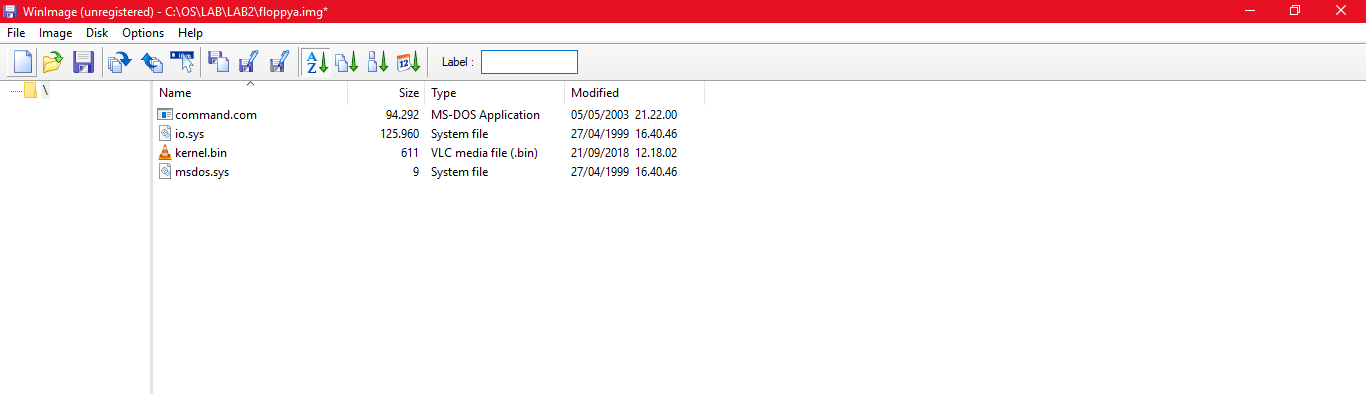 WinImage (unregistered) - C:\OS\LAB\LAB2\floppya.img*
File Image Disk Options Help
A Z 12 Label :
\ Name Size Type Modified
command.com 94.292 MS-DOS Application 05/05/2003 21.22.00
io.sys 125.960 System file 27/04/1999 16.40.46
kernel.bin 611 VLC media file (.bin) 21/09/2018 12.18.02
msdos.sys 9 System file 27/04/1999 16.40.46